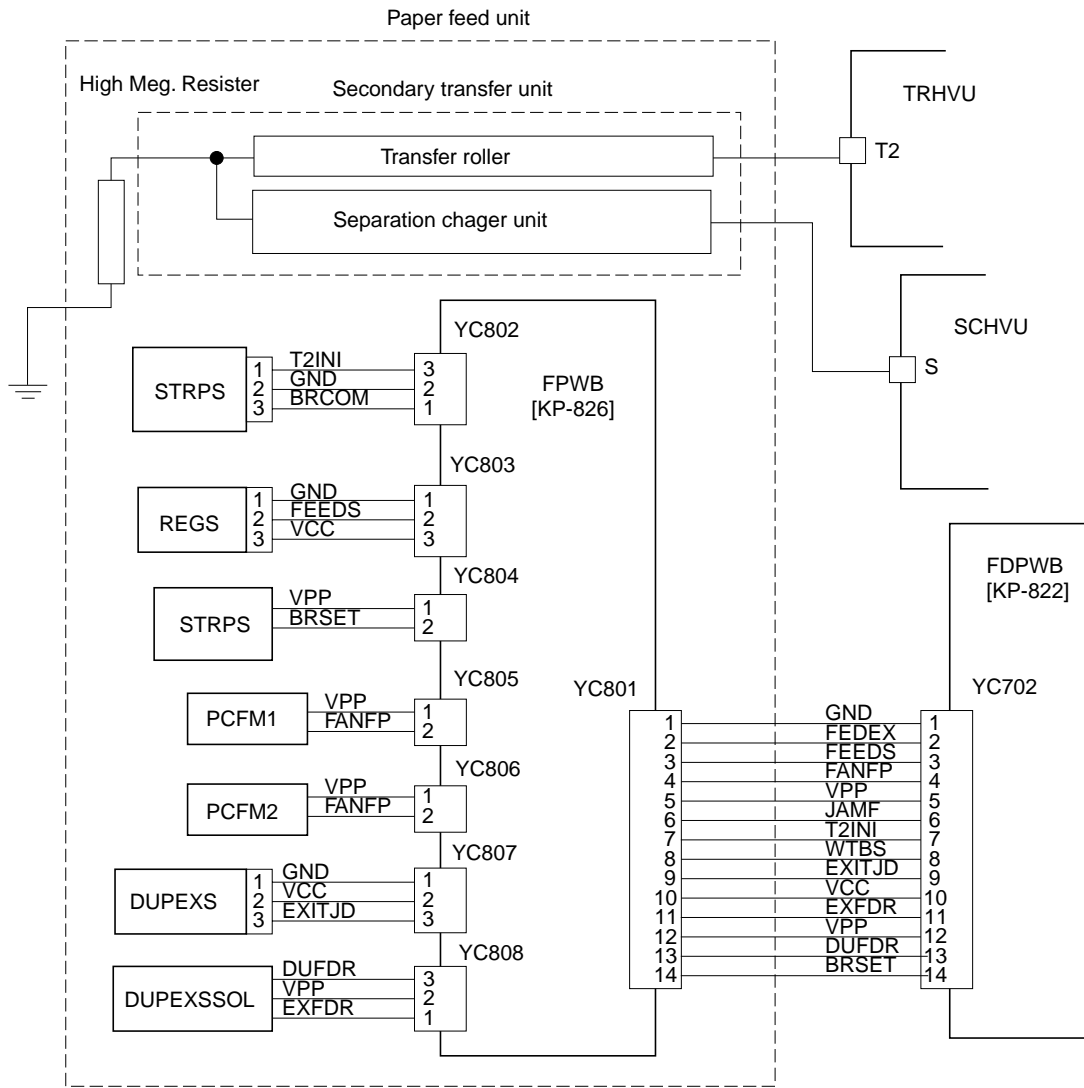 Paper feed unit
High Meg. Resister
Secondary transfer unit
TRHVU
Transfer roller
T2
Separation chager unit
SCHVU
S
YC802
STRPS
1 T2INI 3
2 GND 2
3 BRCOM 1
FPWB
[KP-826]
YC803
REGS
1 GND 1
2 FEEDS 2
3 VCC 3
YC804
STRPS
VPP 1
BRSET 2
FDPWB
[KP-822]
YC805
PCFM1
VPP 1
FANFP 2
YC806
PCFM2
VPP 1
FANFP 2
YC807
DUPEXS
1 GND 1
2 VCC 2
3 EXITJD 3
YC808
DUPEXSSOL
DUFDR 3
VPP 2
EXFDR 1
YC801
YC702
1 GND 1
2 FEDEX 2
3 FEEDS 3
4 FANFP 4
5 VPP 5
6 JAMF 6
7 T2INI 7
8 WTBS 8
9 EXITJD 9
10 VCC 10
11 EXFDR 11
12 VPP 12
13 DUFDR 13
14 BRSET 14